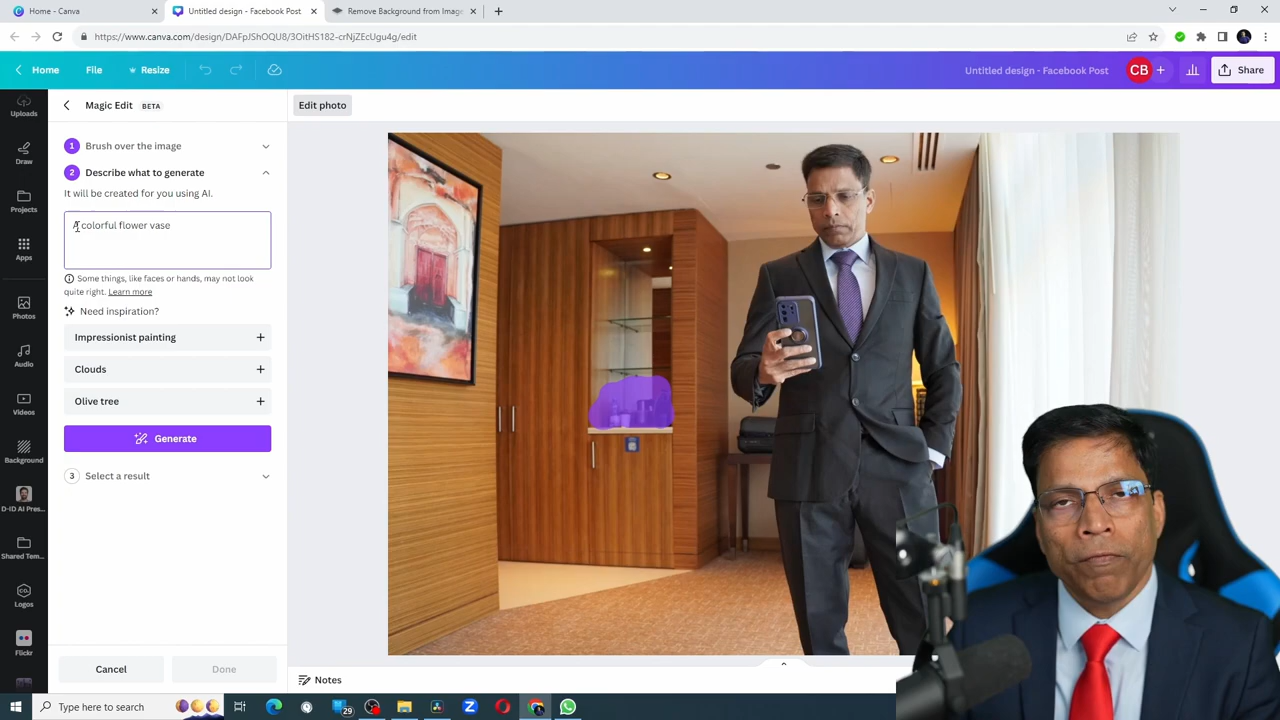 Home - Canva
Untitled design - Facebook Post
Remove Background from Image
https://www.canva.com/design/DAFpJShOQU8/3OitHS182-crNjZEcUgu4g/edit
Home
File
Resize
Untitled design - Facebook Post
CB
Share
Uploads
Draw
Projects
Apps
Photos
Audio
Videos
Background
D-ID AI Pres...
Shared Tem...
Logos
Flickr
Magic Edit BETA
1 Brush over the image
2 Describe what to generate
It will be created for you using AI.
A colorful flower vase
Some things, like faces or hands, may not look
quite right. Learn more
Need inspiration?
Impressionist painting
Clouds
Olive tree
Generate
3 Select a result
Cancel
Done
Edit photo
Notes
Type here to search
29